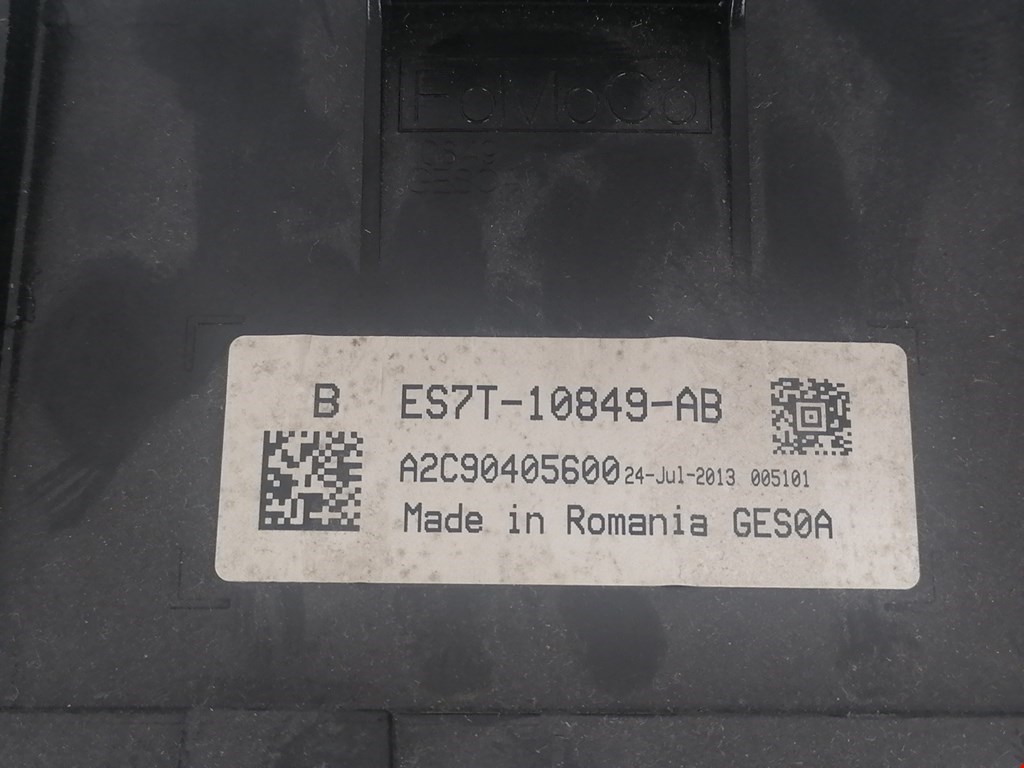 FoMoCo
B
ES7T-10849-AB
A2C90405600 24-Jul-2013 005101
Made in Romania GES0A